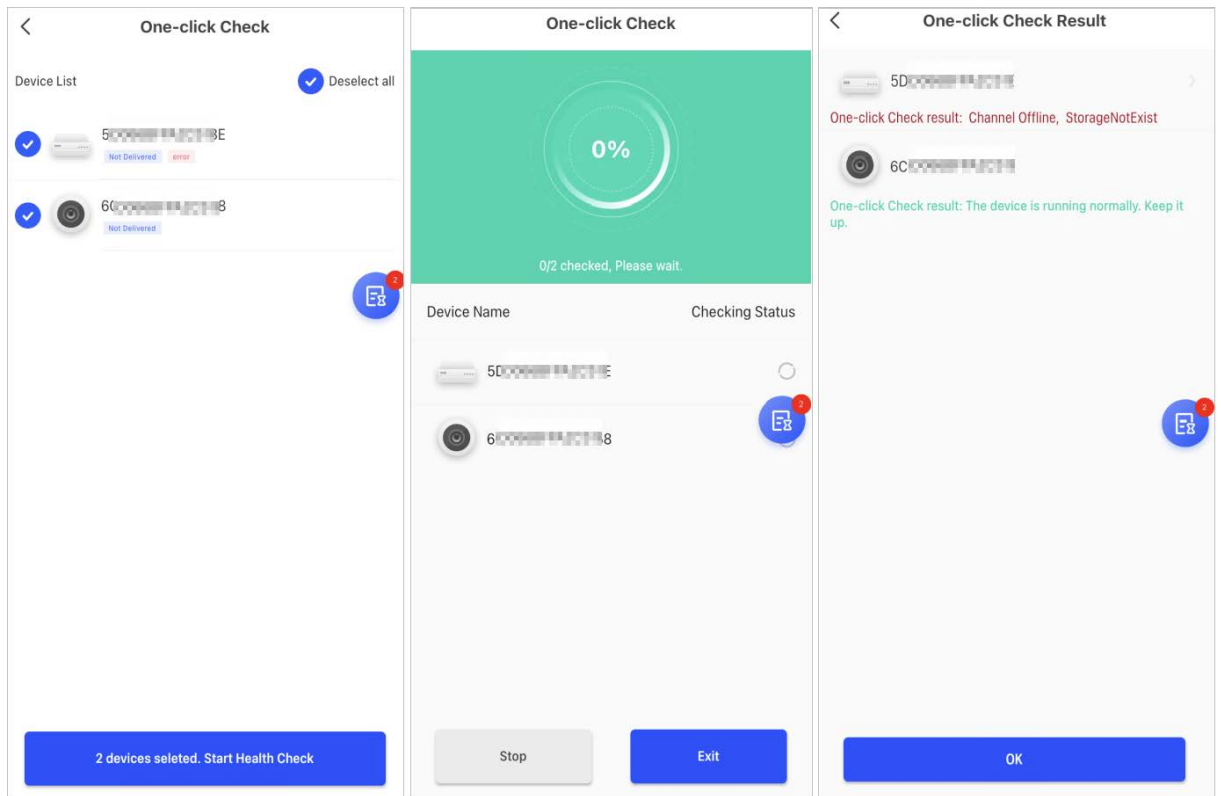 One-click Check
Device List
Deselect all
Not Delivered error
Not Delivered
2
2 devices seleted. Start Health Check
One-click Check
0%
0/2 checked, Please wait.
Device Name
Checking Status
2
Stop
Exit
One-click Check Result
One-click Check result: Channel Offline, StorageNotExist
One-click Check result: The device is running normally. Keep it
up.
2
OK